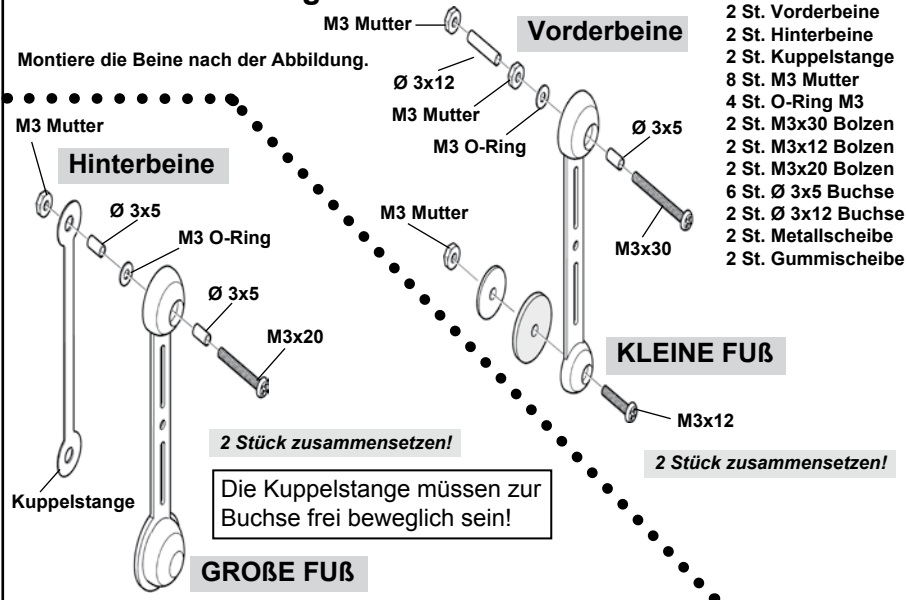 Montiere die Beine nach der Abbildung.
M3 Mutter
Hinterbeine
Ø 3x5
M3 O-Ring
Ø 3x5
M3x20
Kuppelstange
2 Stück zusammensetzen!
Die Kuppelstange müssen zur
Buchse frei beweglich sein!
GROßE FUß
M3 Mutter
Vorderbeine
Ø 3x12
M3 Mutter
M3 O-Ring
Ø 3x5
M3x30
M3 Mutter
KLEINE FUß
M3x12
2 Stück zusammensetzen!
2 St. Vorderbeine
2 St. Hinterbeine
2 St. Kuppelstange
8 St. M3 Mutter
4 St. O-Ring M3
2 St. M3x30 Bolzen
2 St. M3x12 Bolzen
2 St. M3x20 Bolzen
6 St. Ø 3x5 Buchse
2 St. Ø 3x12 Buchse
2 St. Metallscheibe
2 St. Gummischeibe